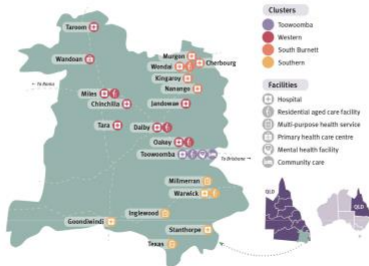 Clusters
Toowoomba
Western
South Burnett
Southern
Facilities
Hospital
Residential aged care facility
Multi-purpose health service
Primary health care centre
Mental health facility
Community care
Taroom
Wandoan
Murgon
Cherbourg
Wondai
Kingaroy
Nanango
To Roma
Miles
Chinchilla
Jandowae
Tara
Dalby
Oakey
Toowoomba
To Brisbane
Millmerran
Warwick
Inglewood
Goondiwindi
Stanthorpe
Texas
QLD
QLD